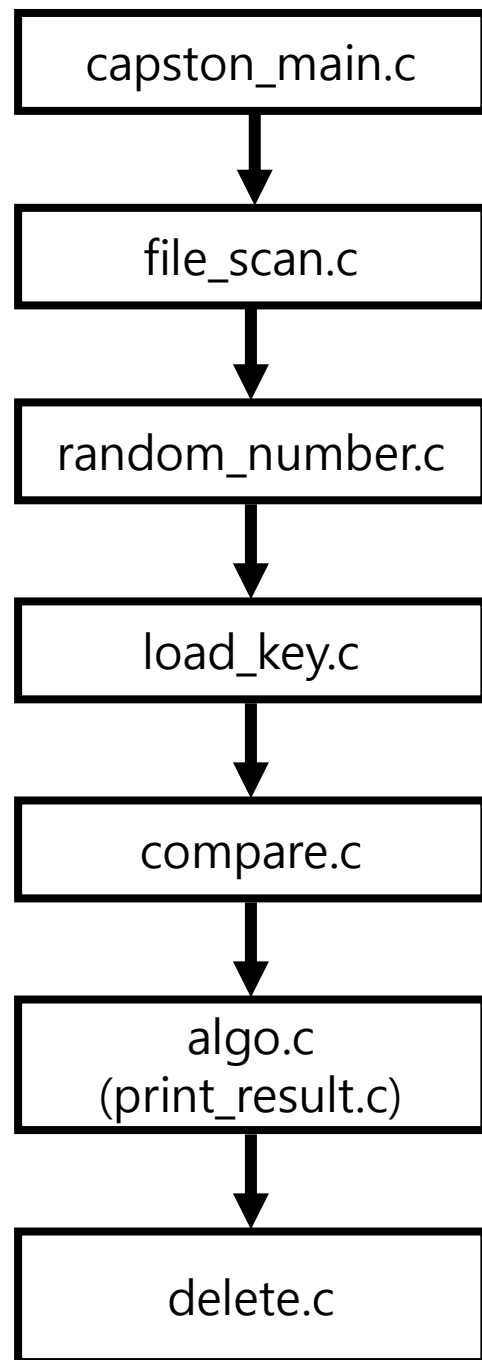 capston_main.c
file_scan.c
random_number.c
load_key.c
compare.c
algo.c
(print_result.c)
delete.c